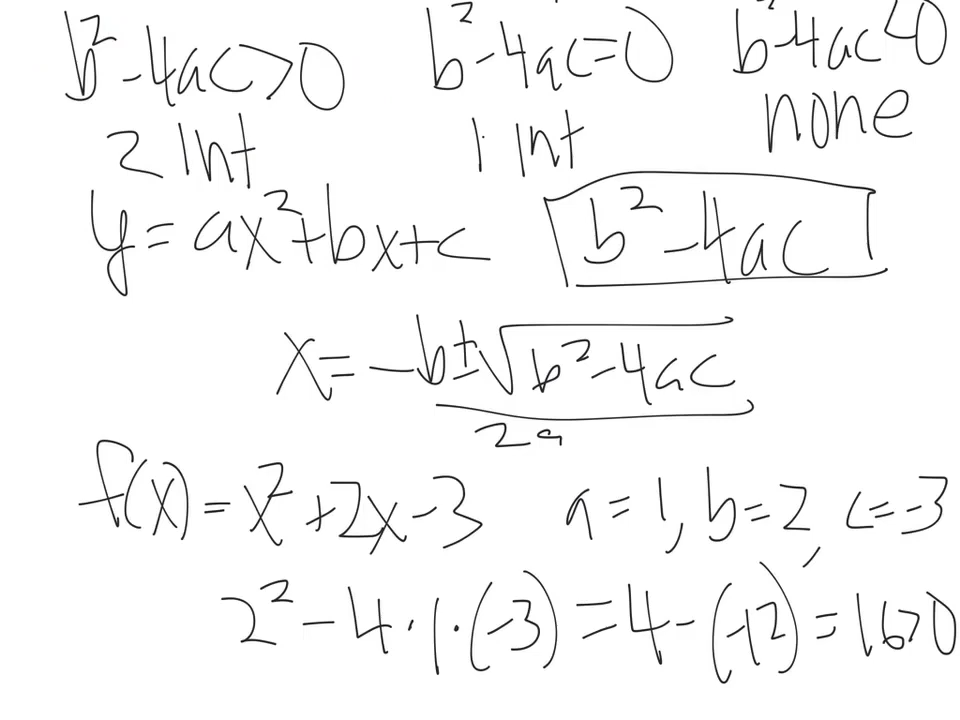 b²-4ac>0 b²-4ac=0 b²-4ac<0
2 Int 1 Int none
y=ax²+bx+c b²-4ac
x=-b±√b²-4ac
2a
f(x)=x²+2x-3 a=1, b=2, c=-3
2²-4·1·(-3)=4-(-12)=16>0